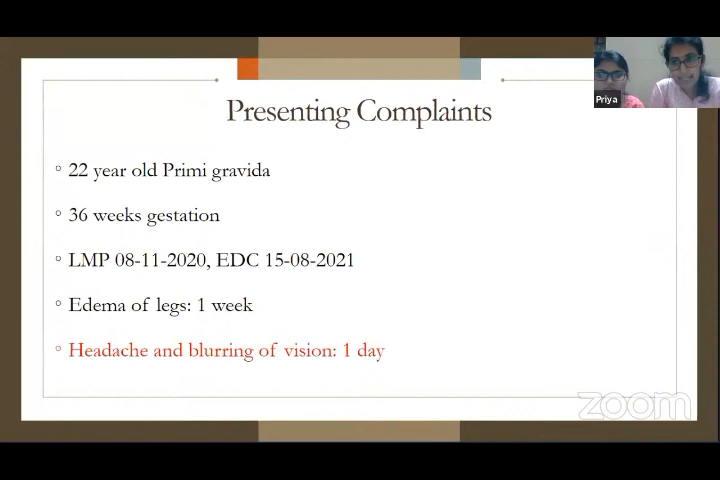 Priya
Presenting Complaints
22 year old Primi gravida
36 weeks gestation
LMP 08-11-2020, EDC 15-08-2021
Edema of legs: 1 week
Headache and blurring of vision: 1 day
zoom